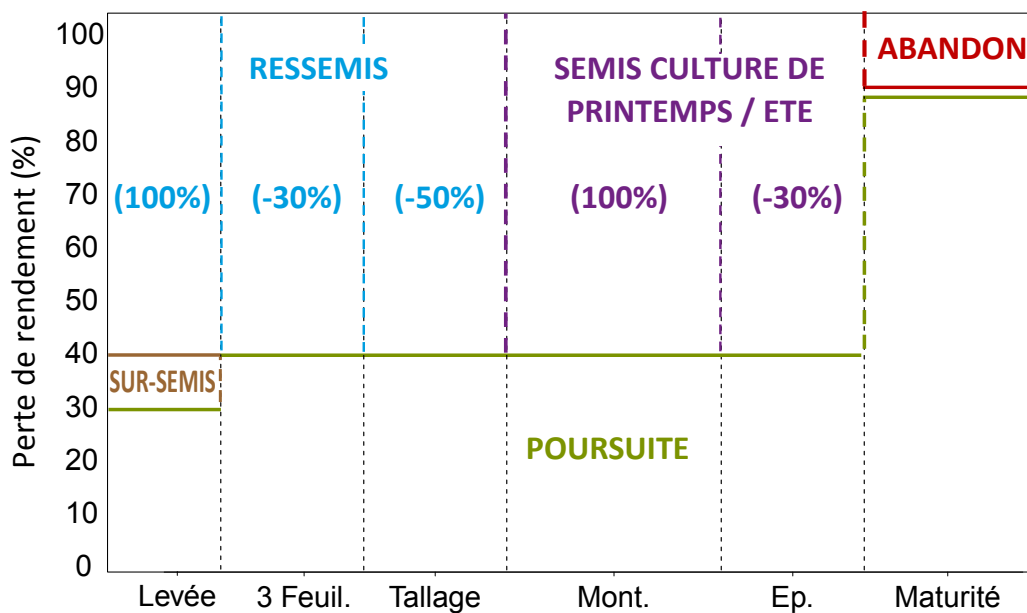 Perte de rendement (%)
100
90
80
70
60
50
40
30
20
10
0
RESSEMIS
SEMIS CULTURE DE
PRINTEMPS / ETE
ABANDON
(100%)
(-30%)
(-50%)
(100%)
(-30%)
SUR-SEMIS
POURSUITE
Levée
3 Feuil.
Tallage
Mont.
Ep.
Maturité